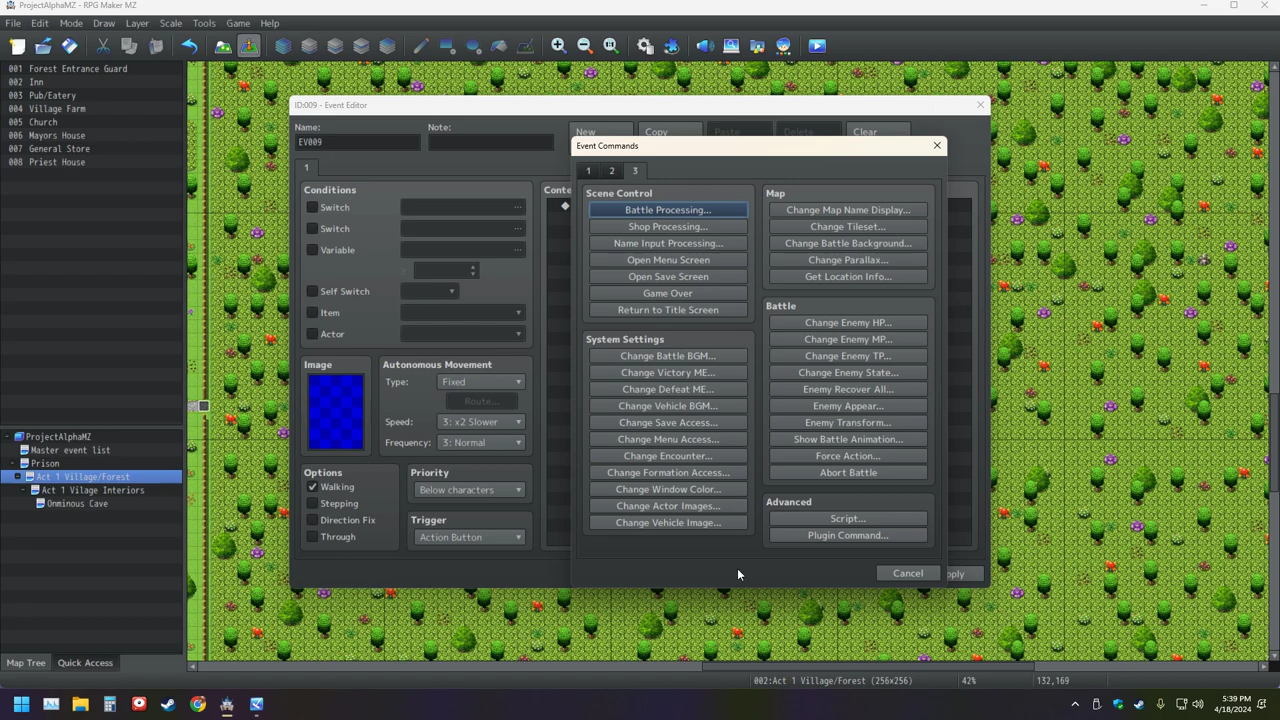 ProjectAlphaMZ - RPG Maker MZ
File Edit Mode Draw Layer Scale Tools Game Help
001 Forest Entrance Guard
002 Inn
003 Pub/Eatery
004 Village Farm
005 Church
006 Mayors House
007 General Store
008 Priest House
ProjectAlphaMZ
Master event list
Prison
Act 1 Village/Forest
Act 1 Vilage Interiors
Onminous Cave
Map Tree Quick Access
ID:009 - Event Editor
Name: Note:
EV009
New Copy Paste Delete Clear
1
Conditions
Switch
Switch
Variable
Self Switch
Item
Actor
Image
Autonomous Movement
Type: Fixed
Route...
Speed: 3: x2 Slower
Frequency: 3: Normal
Options
Walking
Stepping
Direction Fix
Through
Priority
Below characters
Trigger
Action Button
Conte
Event Commands
1 2 3
Scene Control
Battle Processing...
Shop Processing...
Name Input Processing...
Open Menu Screen
Open Save Screen
Game Over
Return to Title Screen
System Settings
Change Battle BGM...
Change Victory ME...
Change Defeat ME...
Change Vehicle BGM...
Change Save Access...
Change Menu Access...
Change Encounter...
Change Formation Access...
Change Window Color...
Change Actor Images...
Change Vehicle Image...
Map
Change Map Name Display...
Change Tileset...
Change Battle Background...
Change Parallax...
Get Location Info...
Battle
Change Enemy HP...
Change Enemy MP...
Change Enemy TP...
Change Enemy State...
Enemy Recover All...
Enemy Appear...
Enemy Transform...
Show Battle Animation...
Force Action...
Abort Battle
Advanced
Script...
Plugin Command...
Cancel
pply
002:Act 1 Village/Forest (256x256) 42% 132,169
5:39 PM
4/18/2024